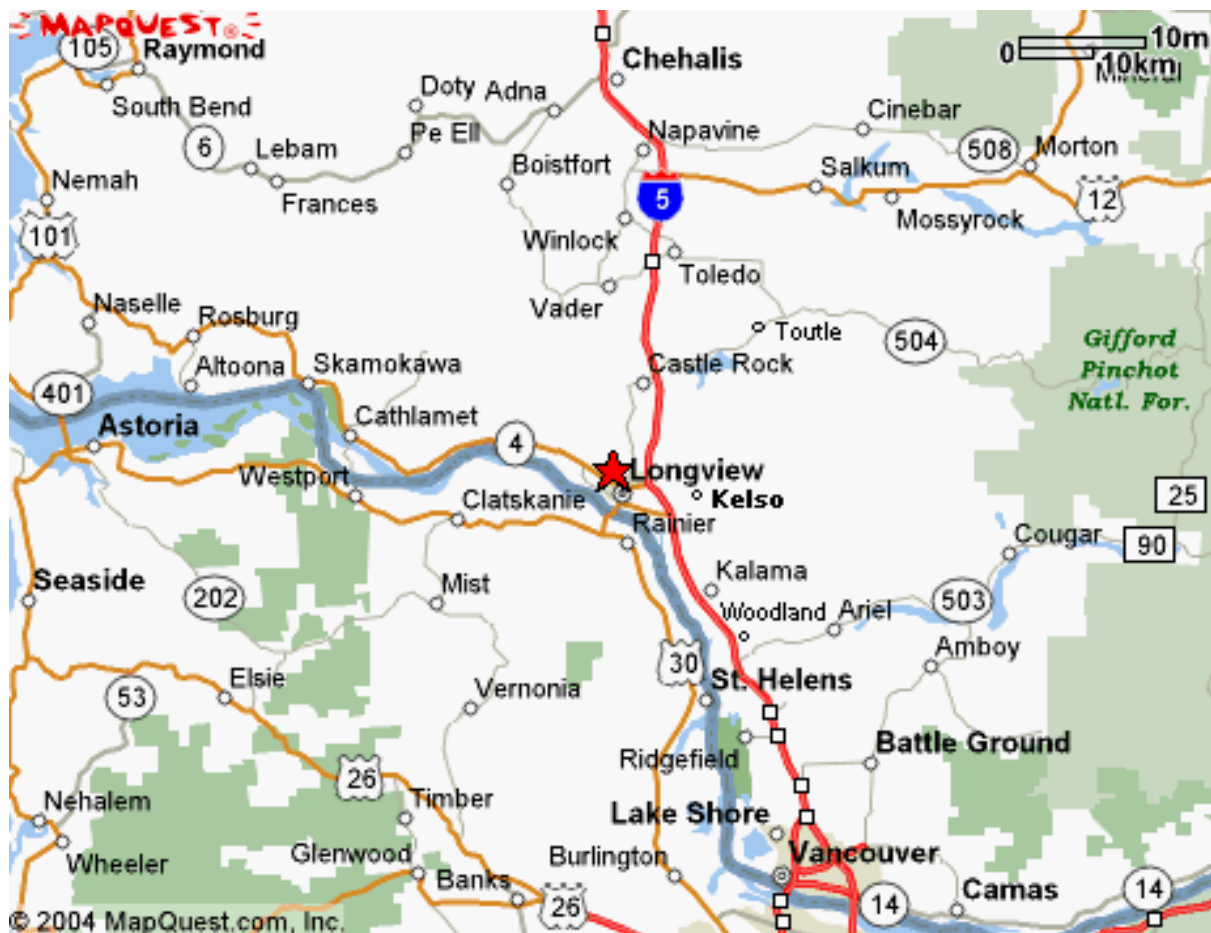 MAPQUEST®
105
Raymond
South Bend
6
Lebam
Frances
Doty
Adna
Pe Ell
Chehalis
10m
0
10km
Mineral
Cinebar
Napavine
508
Morton
Boistfort
Salkum
Nemah
5
12
101
Mossyrock
Winlock
Toledo
Naselle
Vader
Rosburg
Toutle
504
Gifford
Pinchot
Natl. For.
Altoona
Skamokawa
Castle Rock
401
Cathlamet
Astoria
4
Longview
Westport
Clatskanie
Kelso
25
Rainier
Cougar
90
Seaside
Mist
Kalama
202
Woodland
Ariel
503
Amboy
30
Elsie
Vernonia
St. Helens
53
Ridgefield
Battle Ground
26
Nehalem
Timber
Lake Shore
Wheeler
Glenwood
Burlington
Vancouver
Banks
Camas
14
26
14
© 2004 MapQuest.com, Inc.